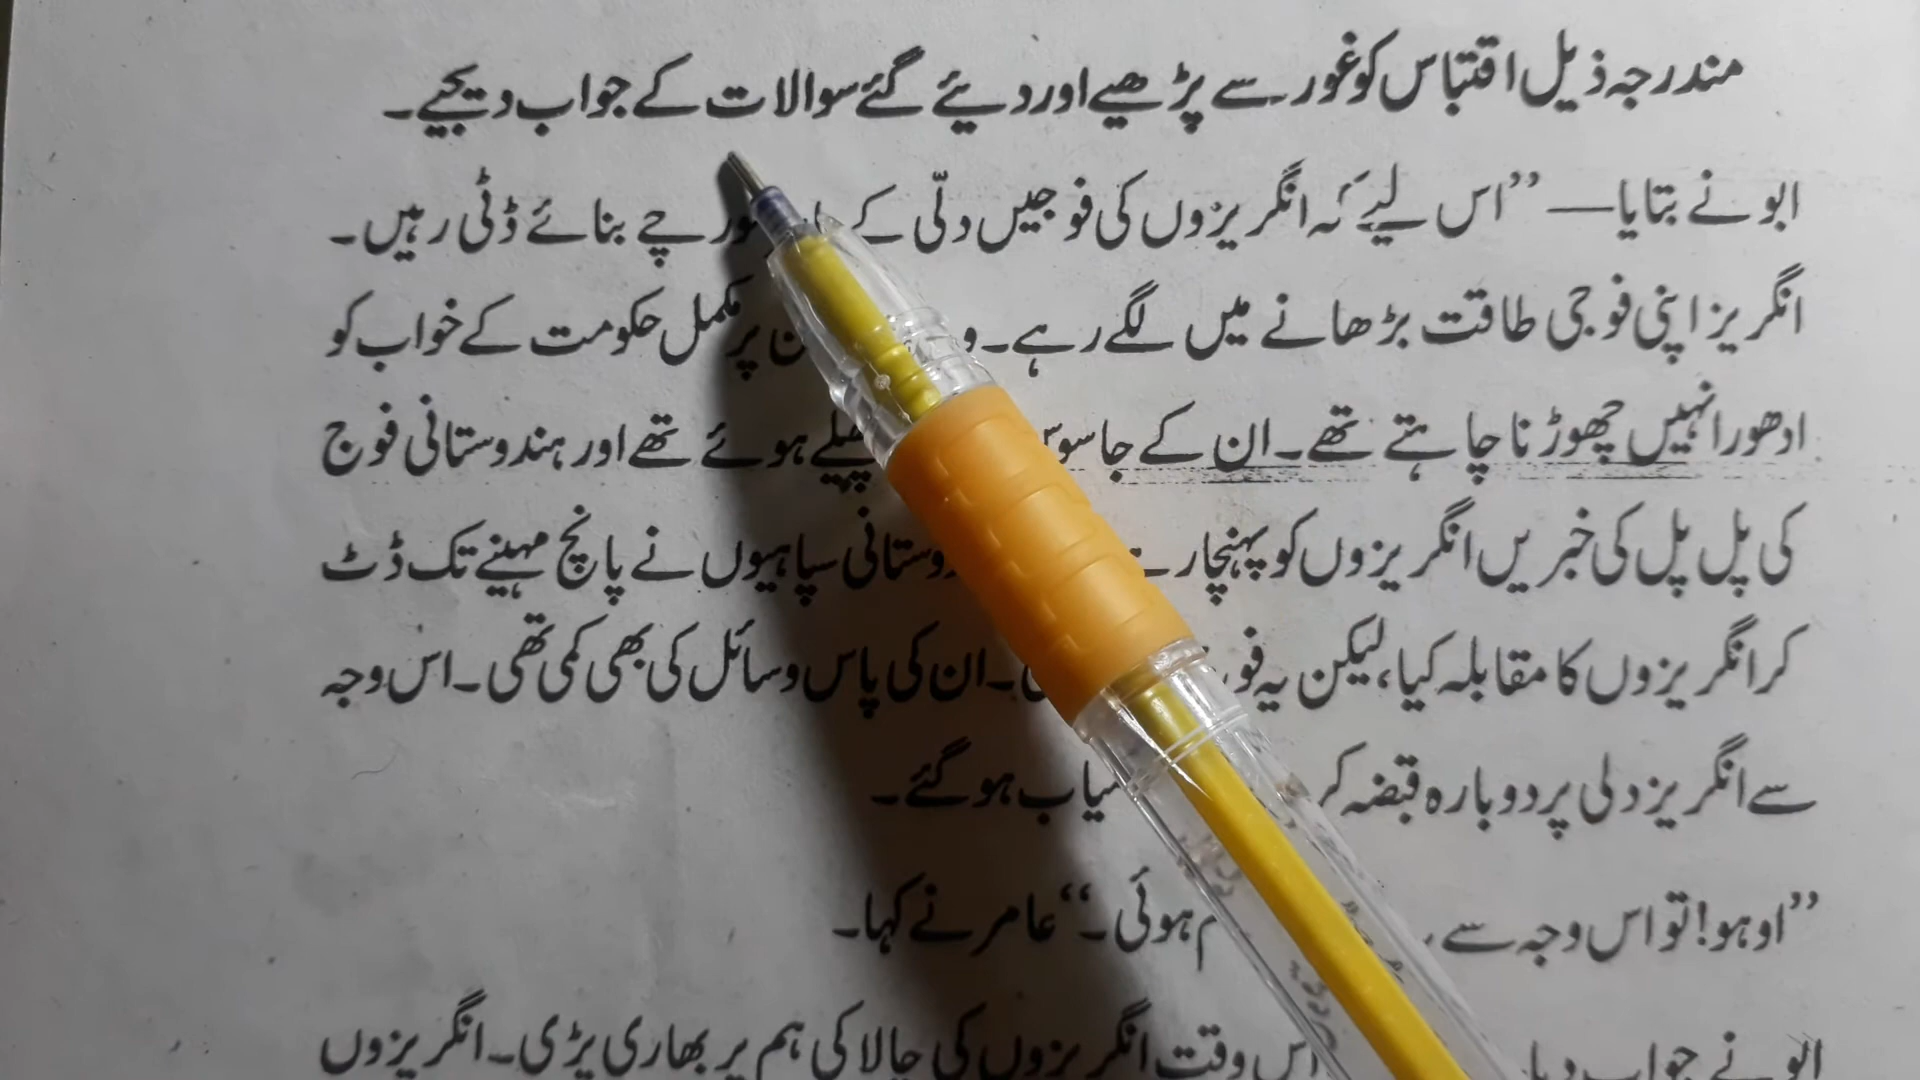 مندرجہ ذیل اقتباس کو غور سے پڑھیے اور دیئے گئے سوالات کے جواب دیجیے۔
ابو نے بتایا— ”اس لیے کہ انگریزوں کی فوجیں دلّی کے مورچے بنائے ڈٹی رہیں۔
انگریز اپنی فوجی طاقت بڑھانے میں لگے رہے۔ پر مکمل حکومت کے خواب کو
ادھورا نہیں چھوڑنا چاہتے تھے۔ ان کے جاسوس پھیلے ہوئے تھے اور ہندوستانی فوج
کی پل پل کی خبریں انگریزوں کو پہنچا سپاہیوں نے پانچ مہینے تک ڈٹ
کر انگریزوں کا مقابلہ کیا، لیکن یہ ان کی پاس وسائل کی بھی کمی تھی۔ اس وجہ
سے انگریز دلی پر دوبارہ قبضہ کر ہوگئے۔
”اوہو! تو اس وجہ سے ہوئی۔“ عامر نے کہا۔
ابو نے جواب دیا اس وقت انگریزوں کی چالاکی ہم پر بھاری پڑی۔ انگریزوں